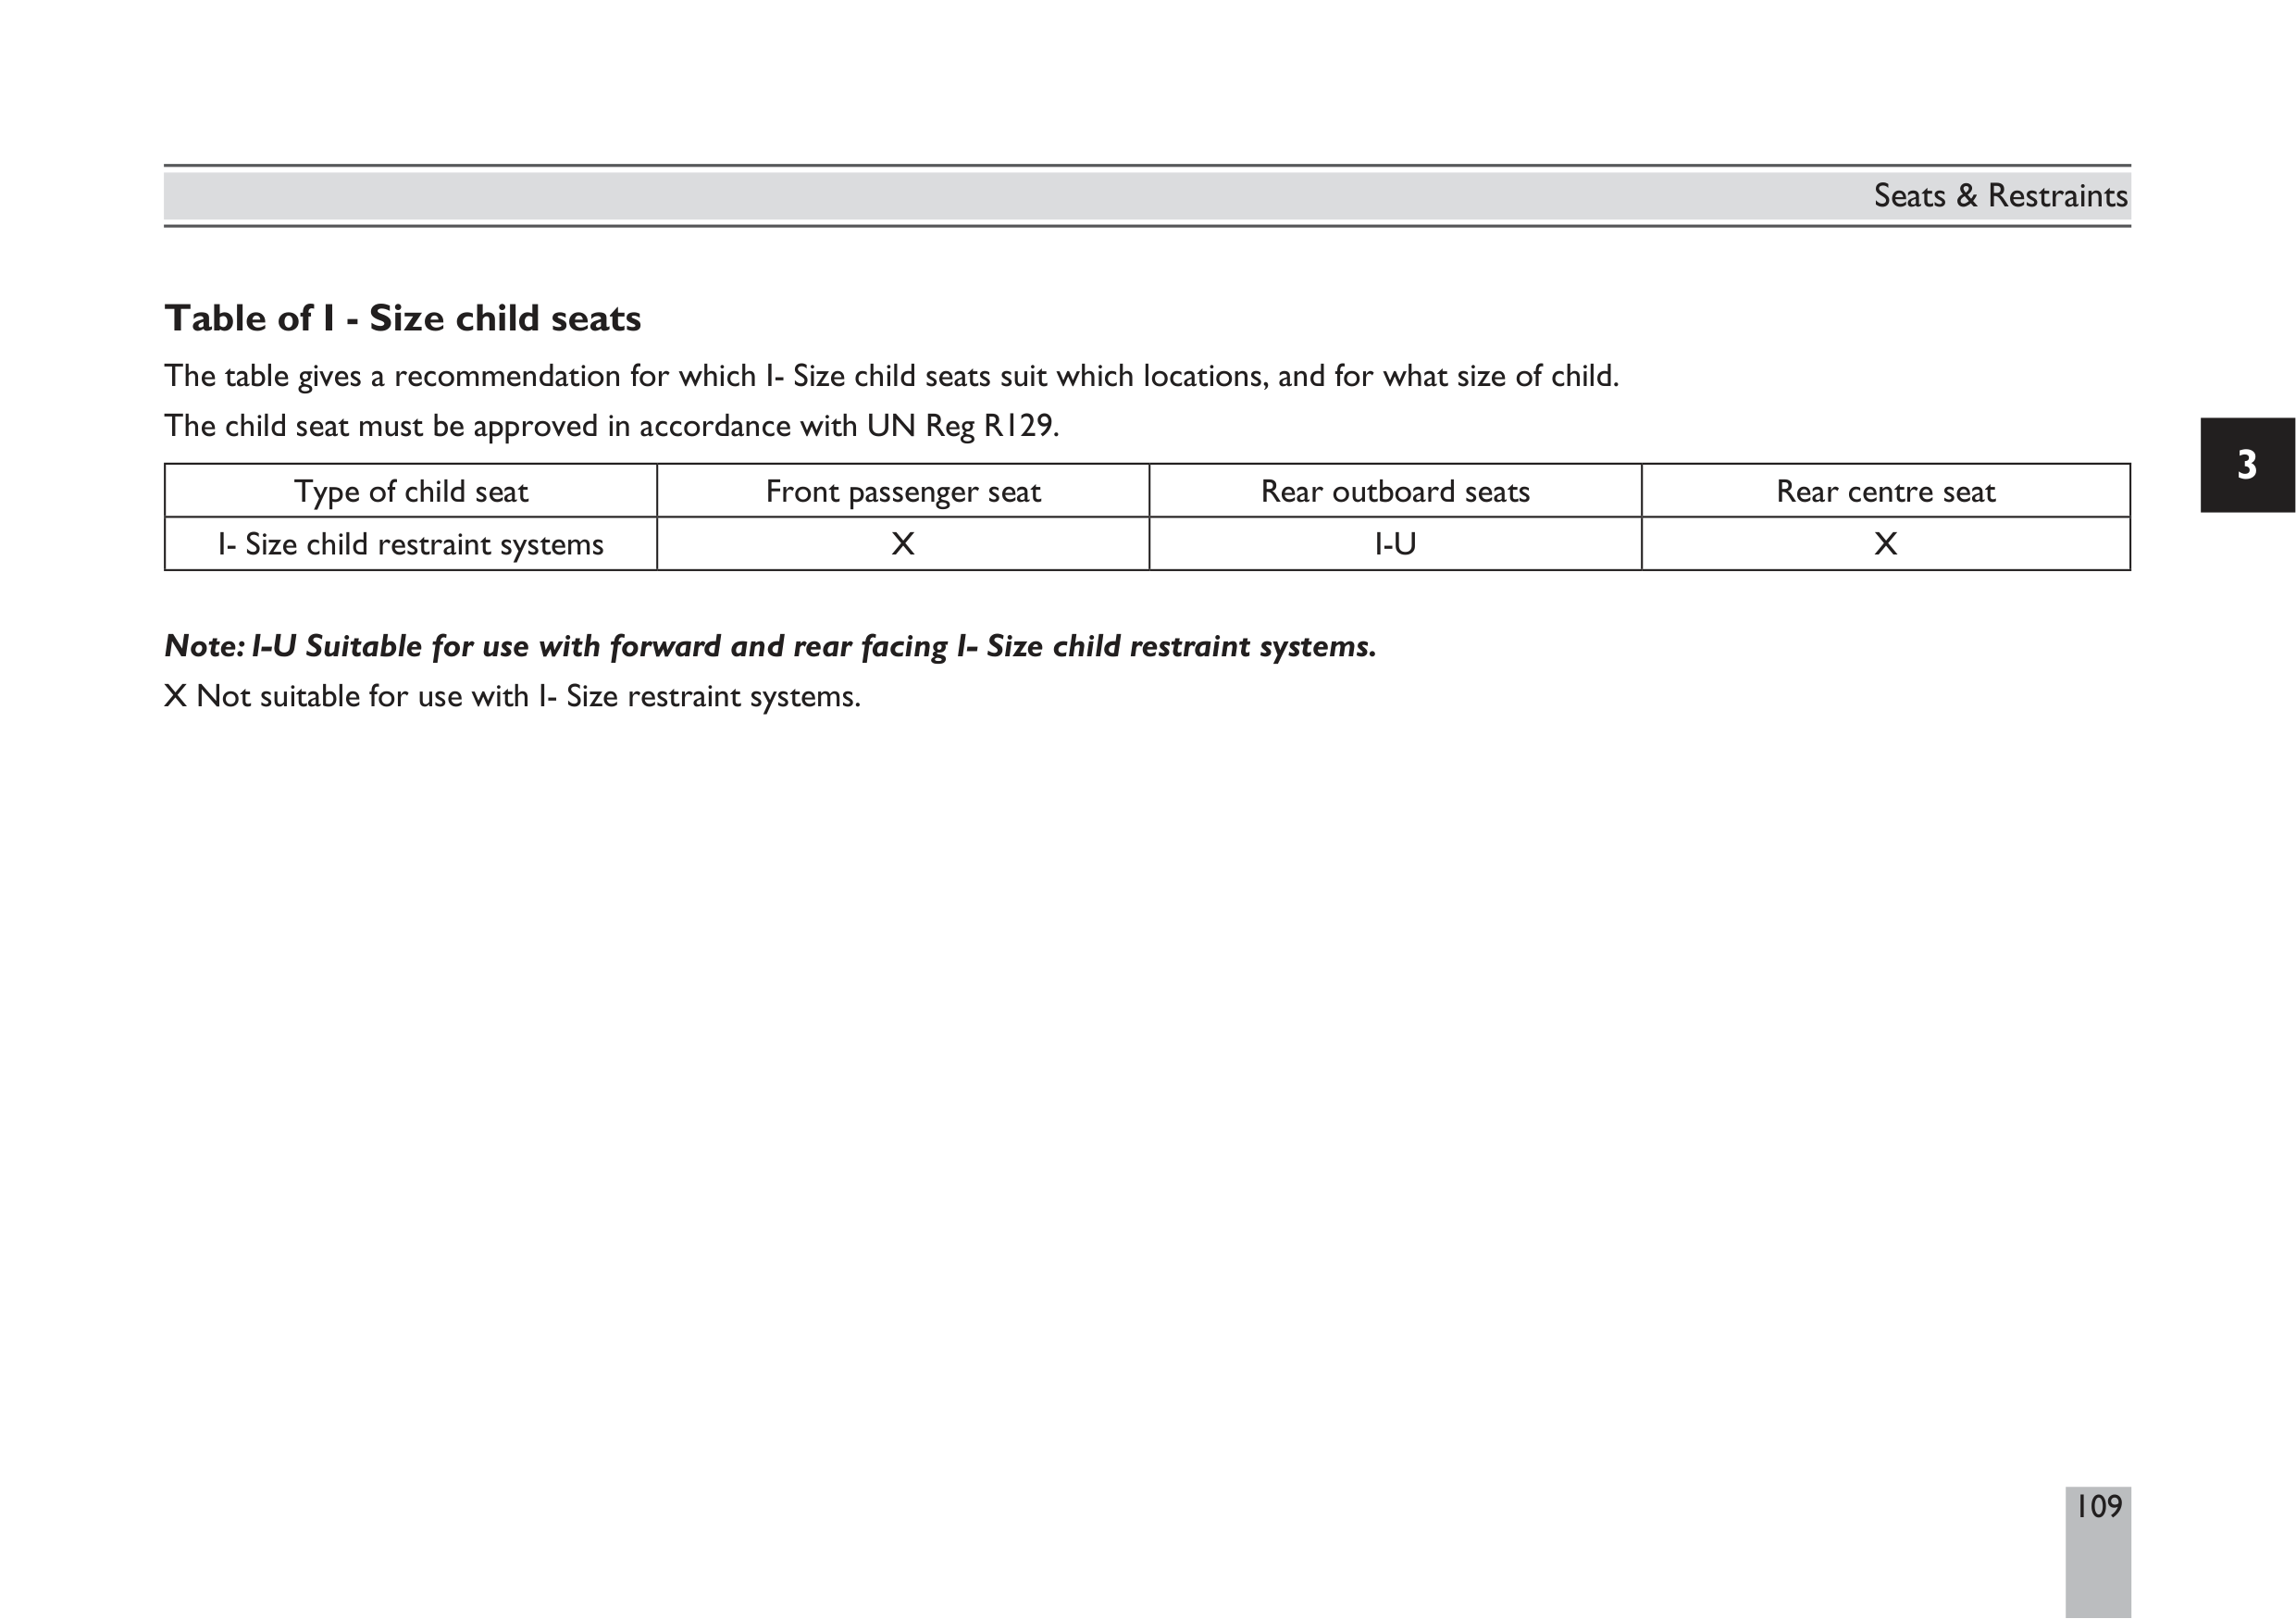 Seats & Restraints
Table of I - Size child seats
The table gives a recommendation for which I- Size child seats suit which locations, and for what size of child.
The child seat must be approved in accordance with UN Reg R129.
3
Type of child seat Front passenger seat Rear outboard seats Rear centre seat
I- Size child restraint systems X I-U X
Note: I-U Suitable for use with forward and rear facing I- Size child restraint systems.
X Not suitable for use with I- Size restraint systems.
109